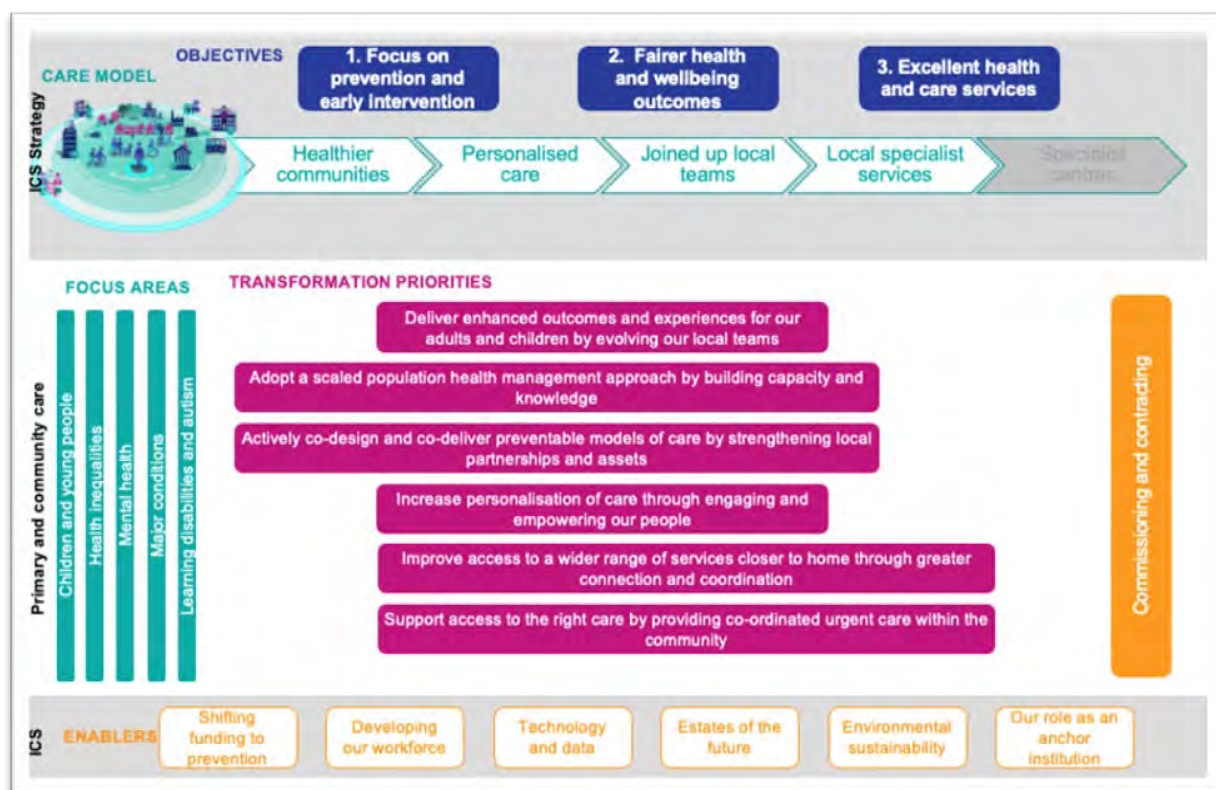 OBJECTIVES
1. Focus on
prevention and
early intervention
2. Fairer health
and wellbeing
outcomes
3. Excellent health
and care services
CARE MODEL
ICS Strategy
Healthier
communities
Personalised
care
Joined up local
teams
Local specialist
services
Specialist
centres
FOCUS AREAS
TRANSFORMATION PRIORITIES
Primary and community care
Children and young people
Health inequalities
Mental health
Major conditions
Learning disabilities and autism
Deliver enhanced outcomes and experiences for our
adults and children by evolving our local teams
Adopt a scaled population health management approach by building capacity and
knowledge
Actively co-design and co-deliver preventable models of care by strengthening local
partnerships and assets
Increase personalisation of care through engaging and
empowering our people
Improve access to a wider range of services closer to home through greater
connection and coordination
Support access to the right care by providing co-ordinated urgent care within the
community
Commissioning and contracting
ICS
ENABLERS
Shifting
funding to
prevention
Developing
our workforce
Technology
and data
Estates of the
future
Environmental
sustainability
Our role as an
anchor
institution